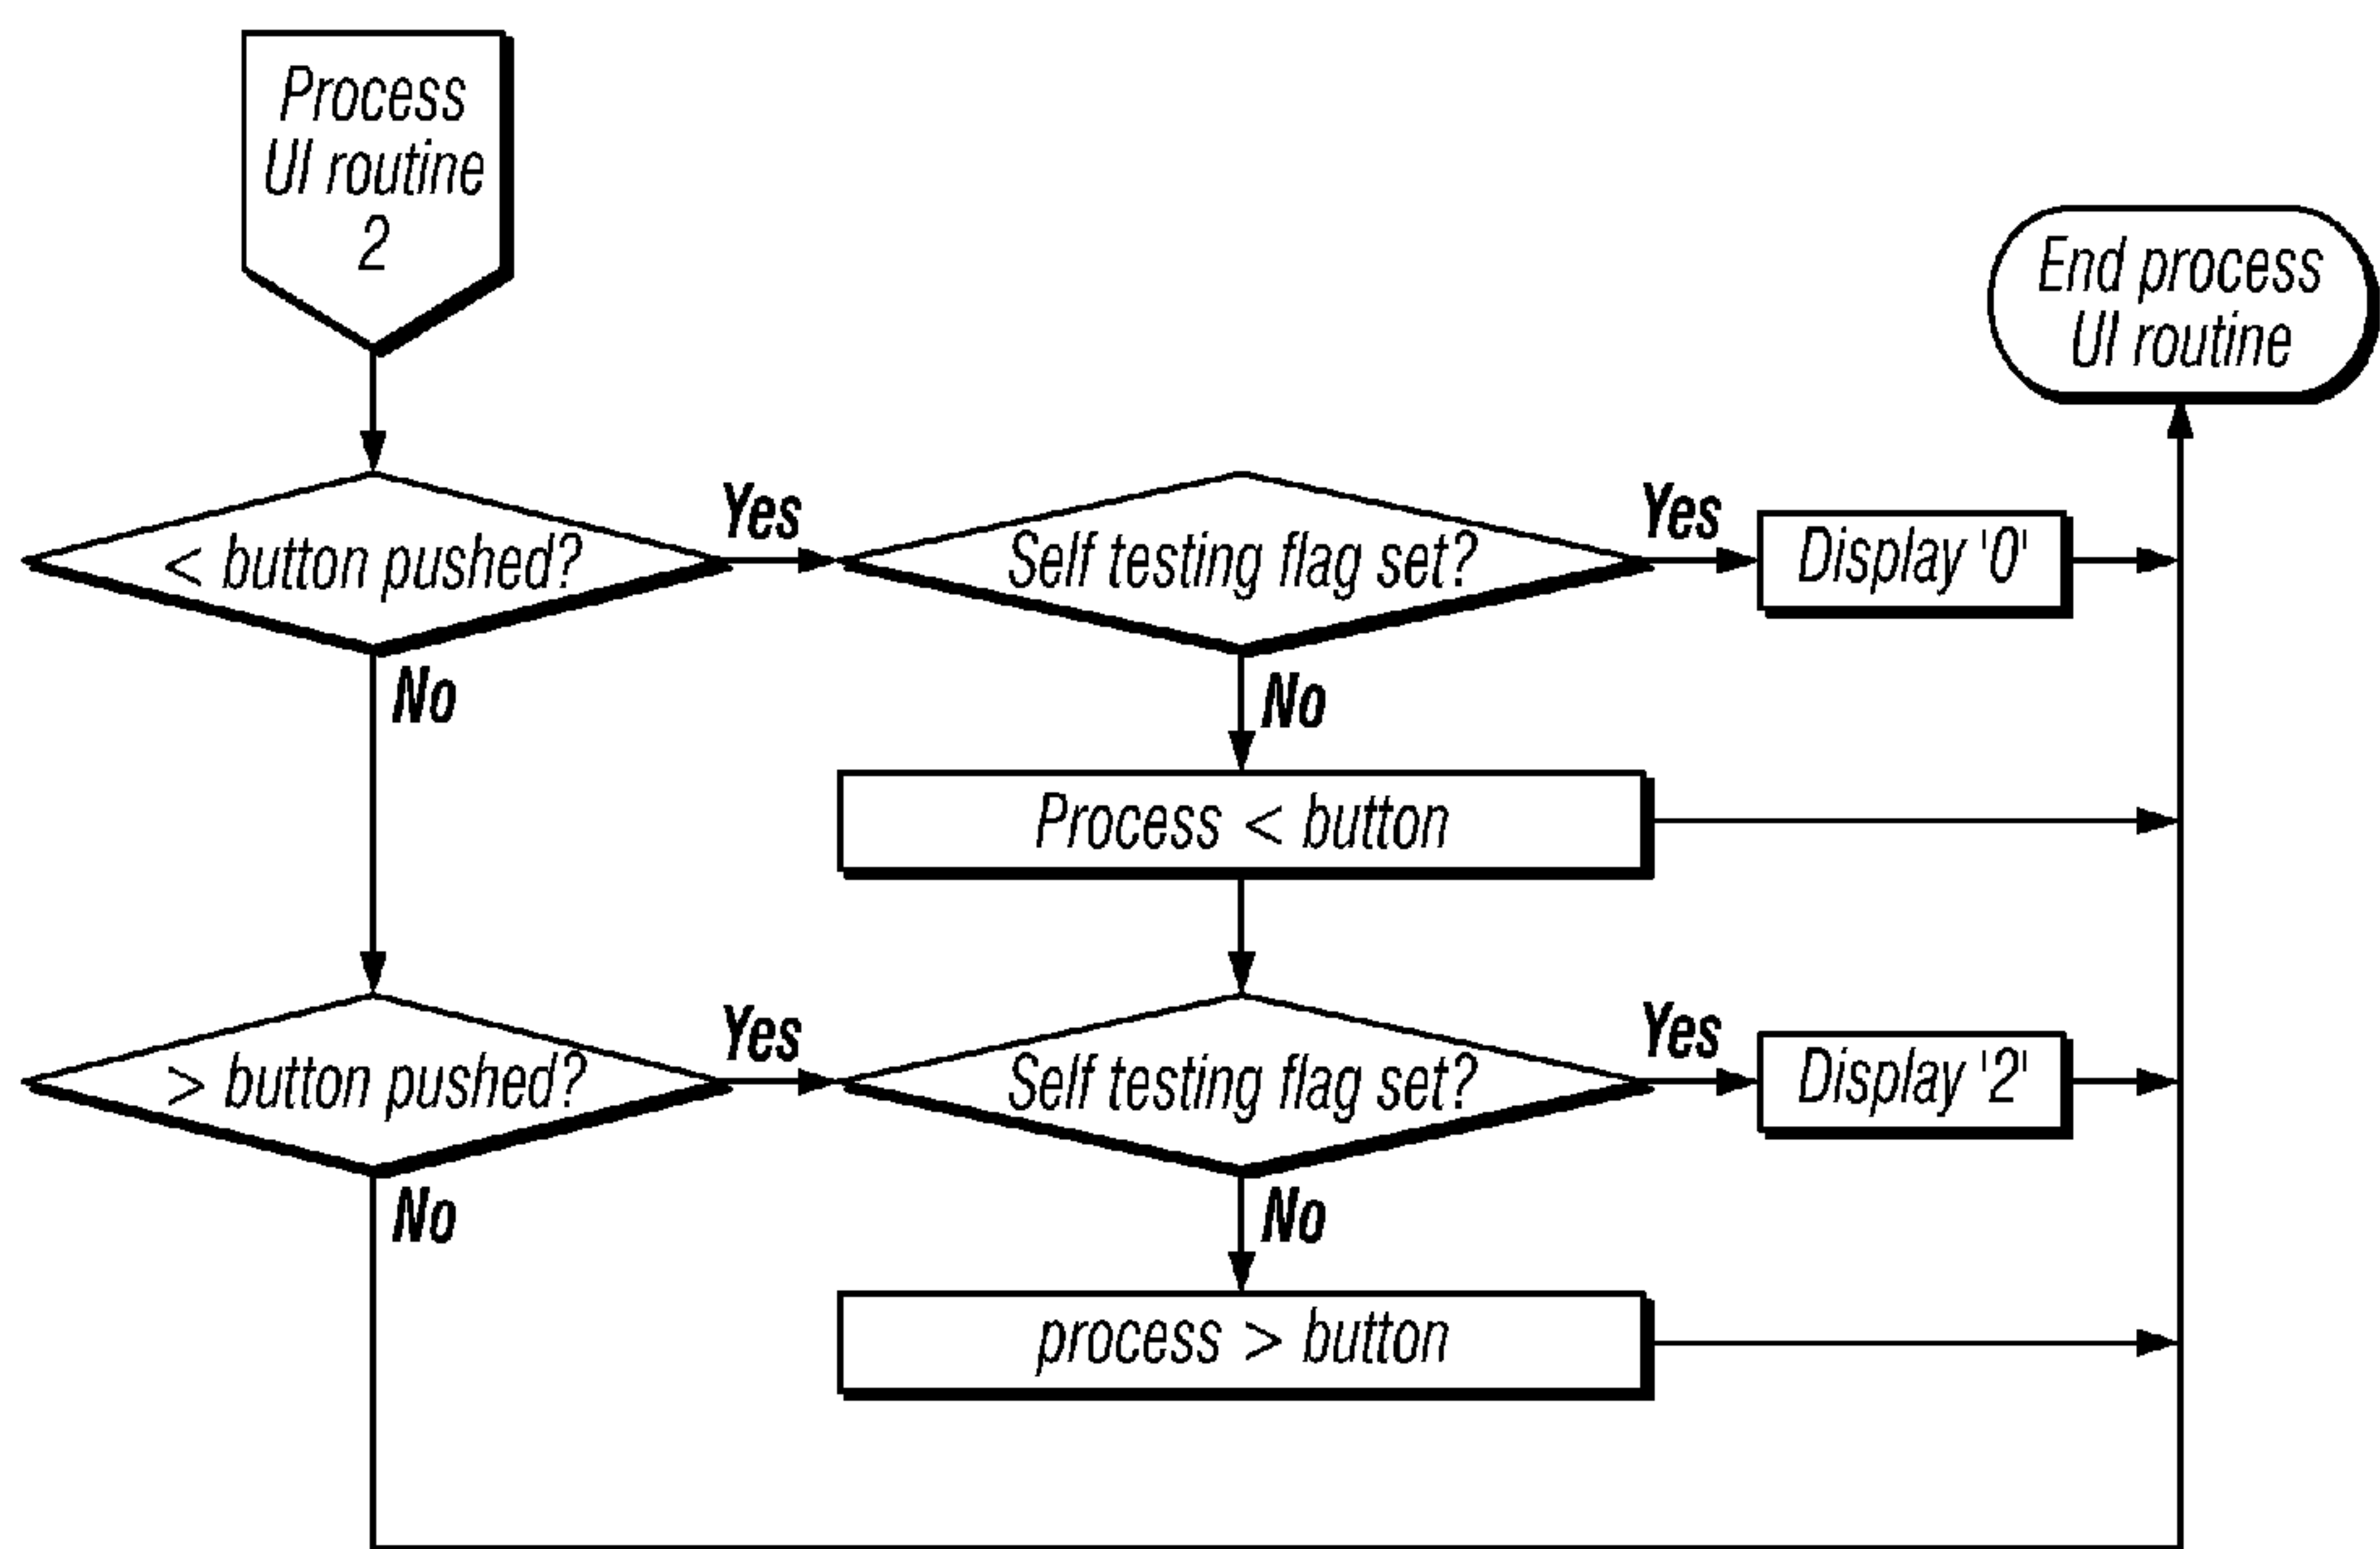 Process
UI routine
2
End process
UI routine
< button pushed?
Yes
Self testing flag set?
Yes
Display '0'
No
No
Process < button
> button pushed?
Yes
Self testing flag set?
Yes
Display '2'
No
No
process > button